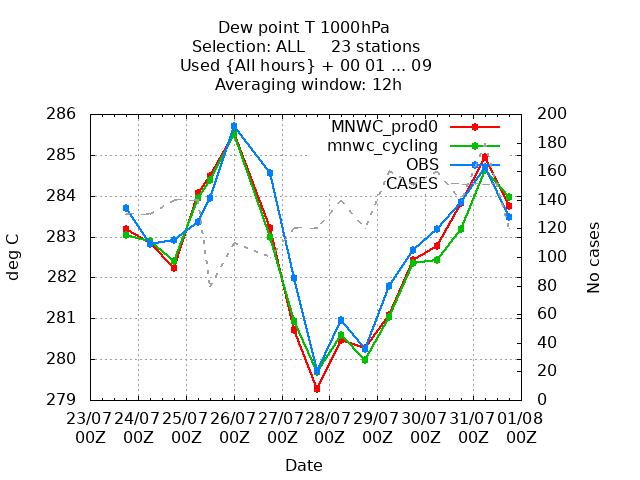 Dew point T 1000hPa
Selection: ALL 23 stations
Used {All hours} + 00 01 ... 09
Averaging window: 12h
MNWC_prod0
mnwc_cycling
OBS
CASES
286
285
284
283
282
281
280
279
deg C
200
180
160
140
120
100
80
60
40
20
0
No cases
23/07 24/07 25/07 26/07 27/07 28/07 29/07 30/07 31/07 01/08
00Z 00Z 00Z 00Z 00Z 00Z 00Z 00Z 00Z 00Z
Date